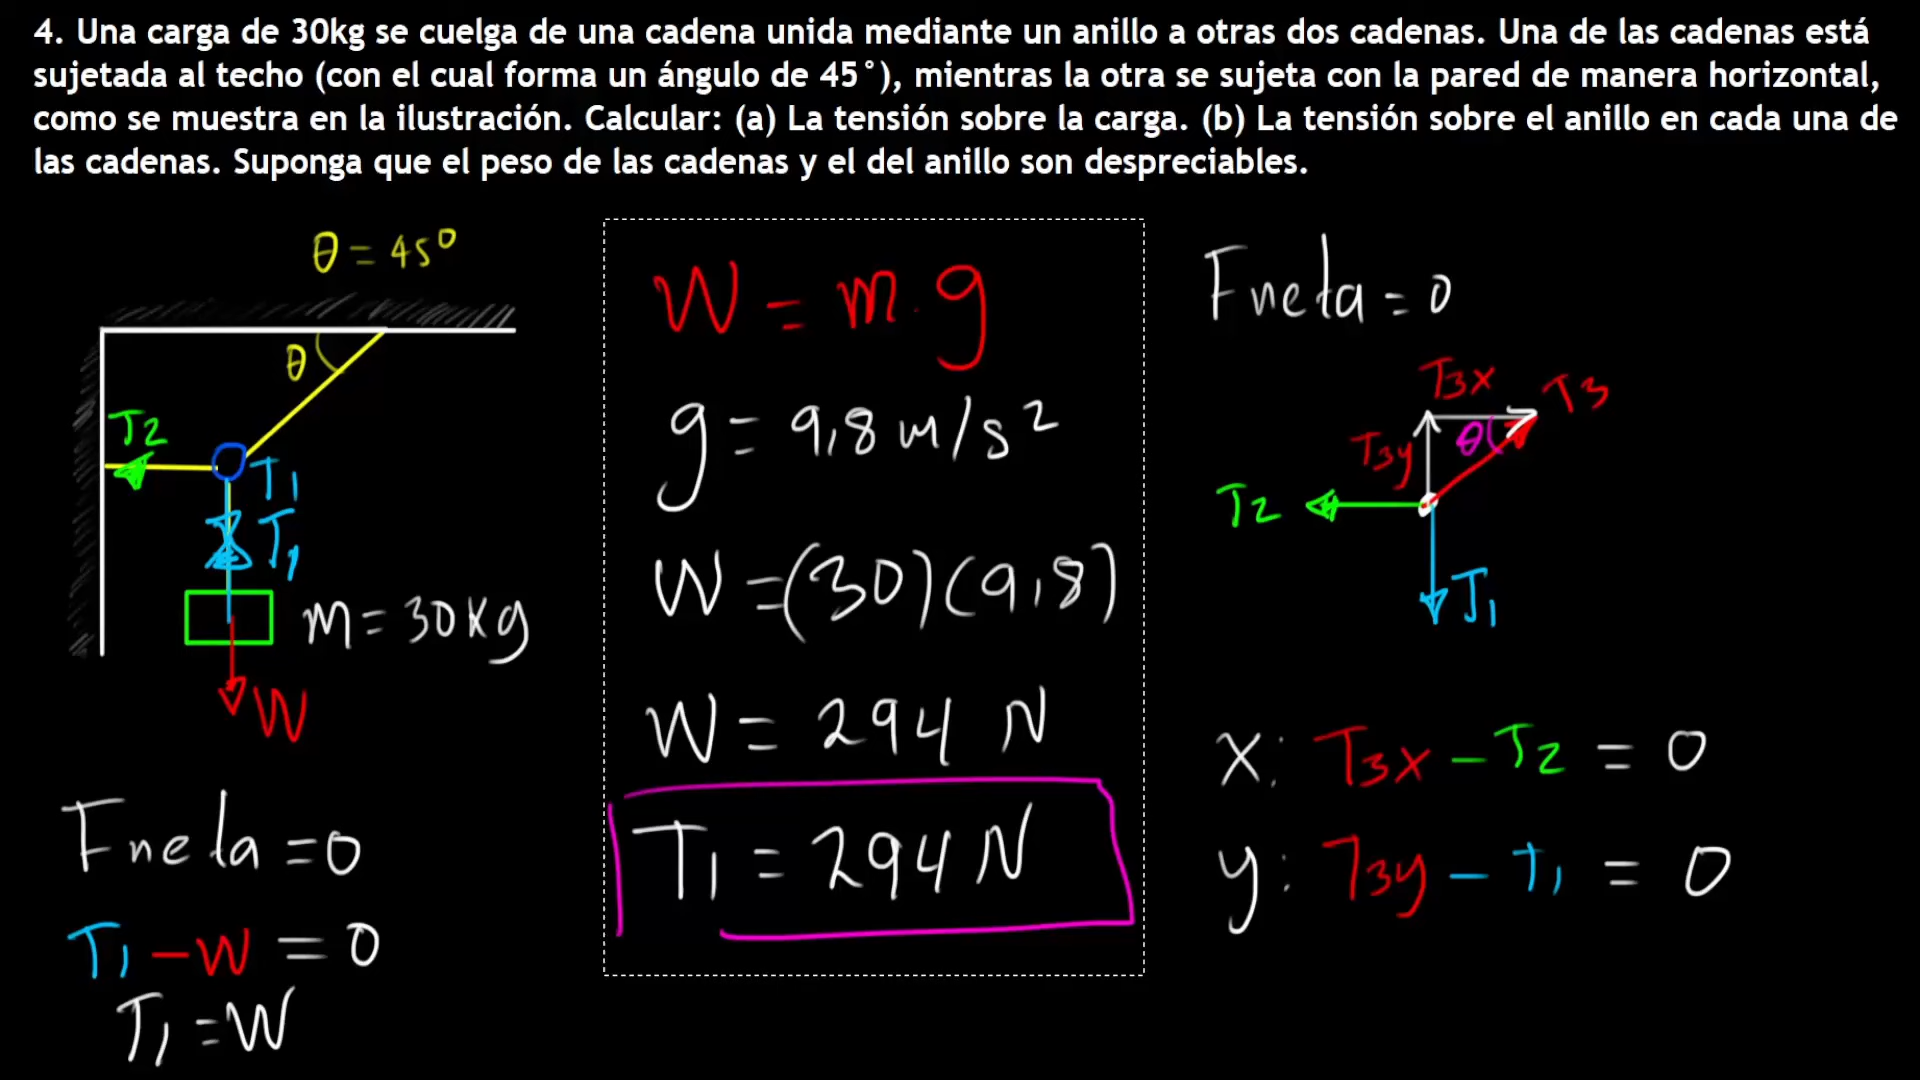 4. Una carga de 30kg se cuelga de una cadena unida mediante un anillo a otras dos cadenas. Una de las cadenas está
sujetada al techo (con el cual forma un ángulo de 45°), mientras la otra se sujeta con la pared de manera horizontal,
como se muestra en la ilustración. Calcular: (a) La tensión sobre la carga. (b) La tensión sobre el anillo en cada una de
las cadenas. Suponga que el peso de las cadenas y el del anillo son despreciables.
θ = 45°
θ
T2
T1
T1
m = 30kg
W
Fneta = 0
T1 - W = 0
T1 = W
W = m.g
g = 9,8 m/s²
W = (30)(9,8)
W = 294 N
T1 = 294 N
Fneta = 0
T3x
T3
T3y
θ
T2
T1
x: T3x - T2 = 0
y: T3y - T1 = 0